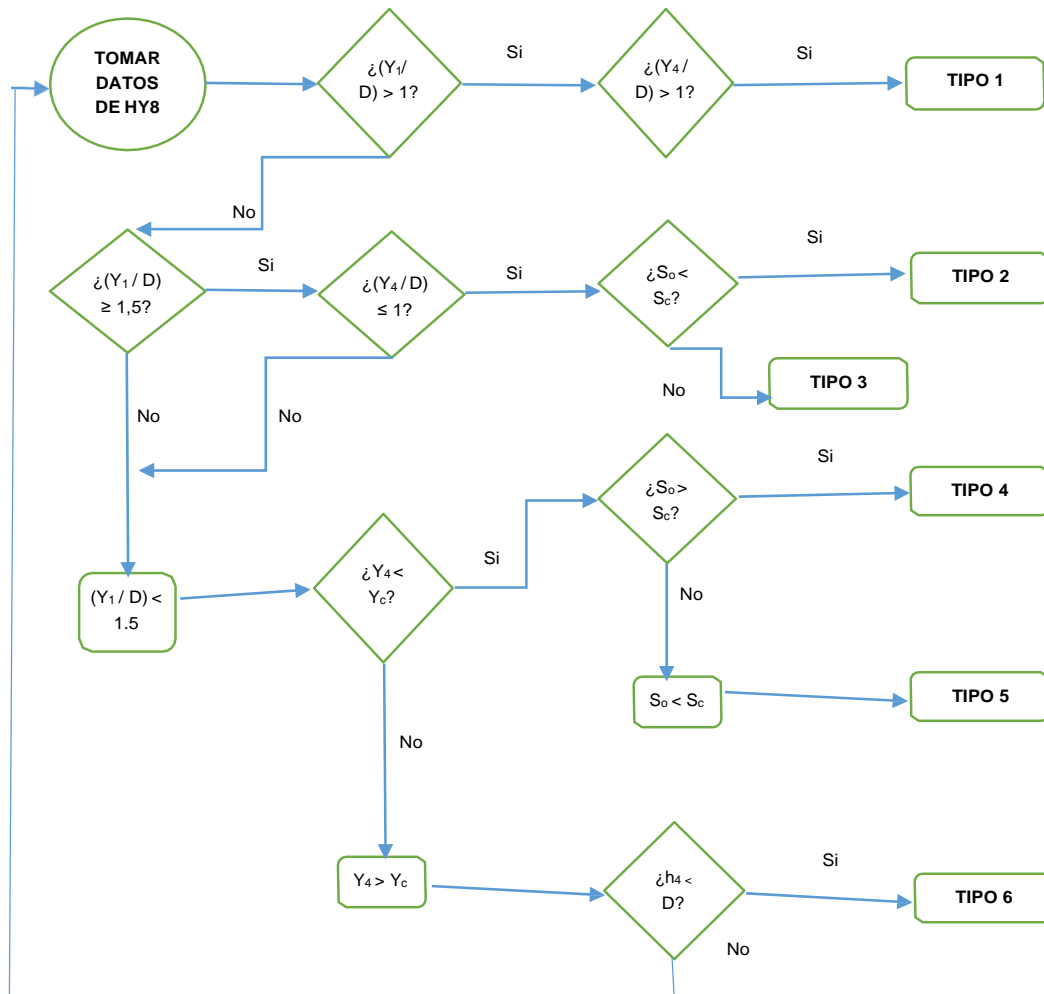 TOMAR
DATOS
DE HY8
¿(Y₁/
D) > 1?
Si
¿(Y₄ /
D) > 1?
Si
TIPO 1
No
¿(Y₁ / D)
≥ 1,5?
Si
¿(Y₄ / D)
≤ 1?
Si
¿Sₒ <
S꜀?
Si
TIPO 2
No
TIPO 3
No
No
(Y₁ / D) <
1.5
¿Y₄ <
Y꜀?
Si
¿Sₒ >
S꜀?
Si
TIPO 4
No
Sₒ < S꜀
TIPO 5
No
Y₄ > Y꜀
¿h₄ <
D?
Si
TIPO 6
No